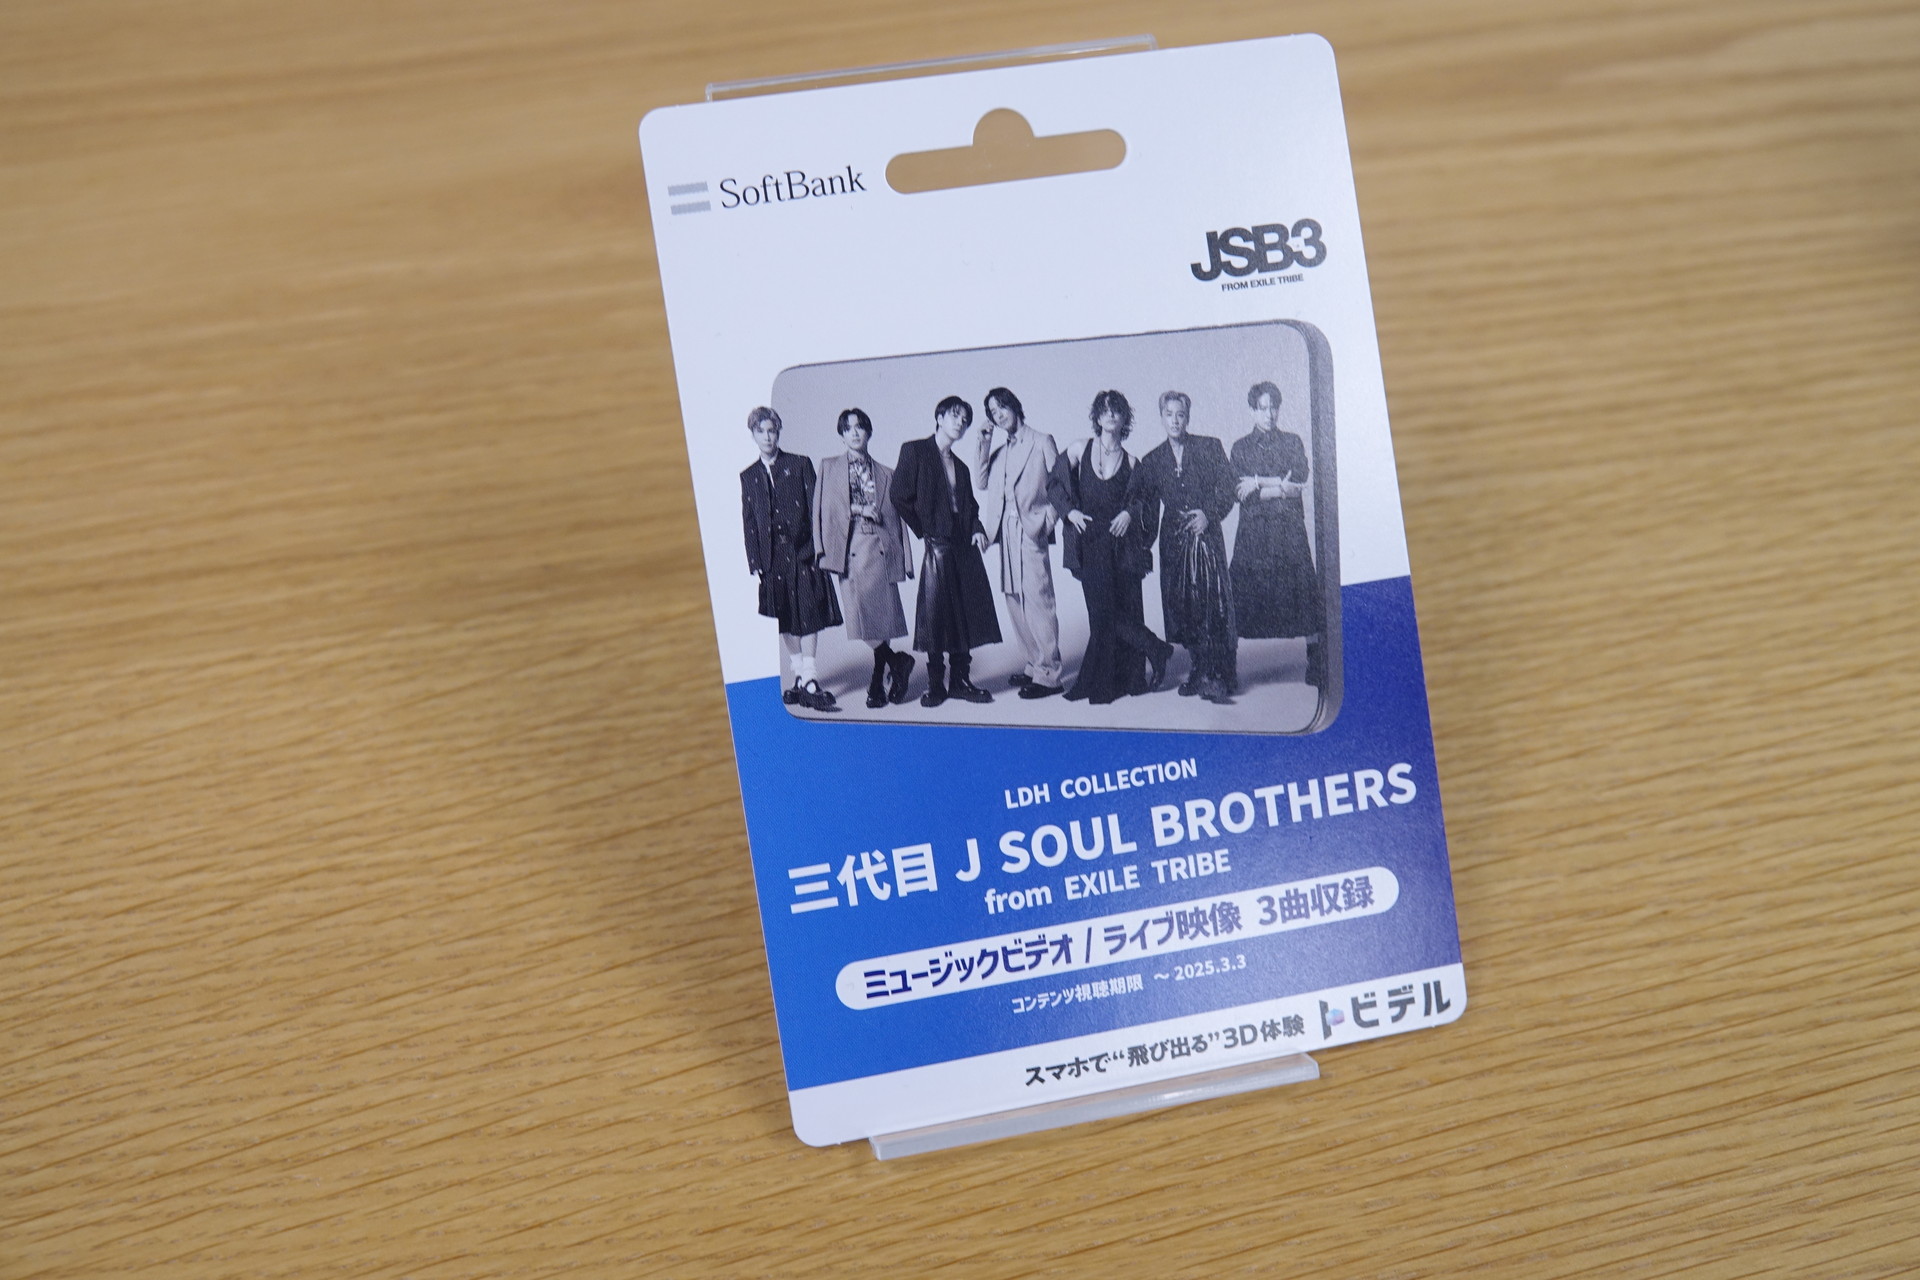 SoftBank
JSB3
FROM EXILE TRIBE
LDH COLLECTION
三代目 J SOUL BROTHERS
from EXILE TRIBE
ミュージックビデオ / ライブ映像 3曲収録
コンテンツ視聴期限 ～2025.3.3
スマホで“飛び出る”3D体験 トビデル